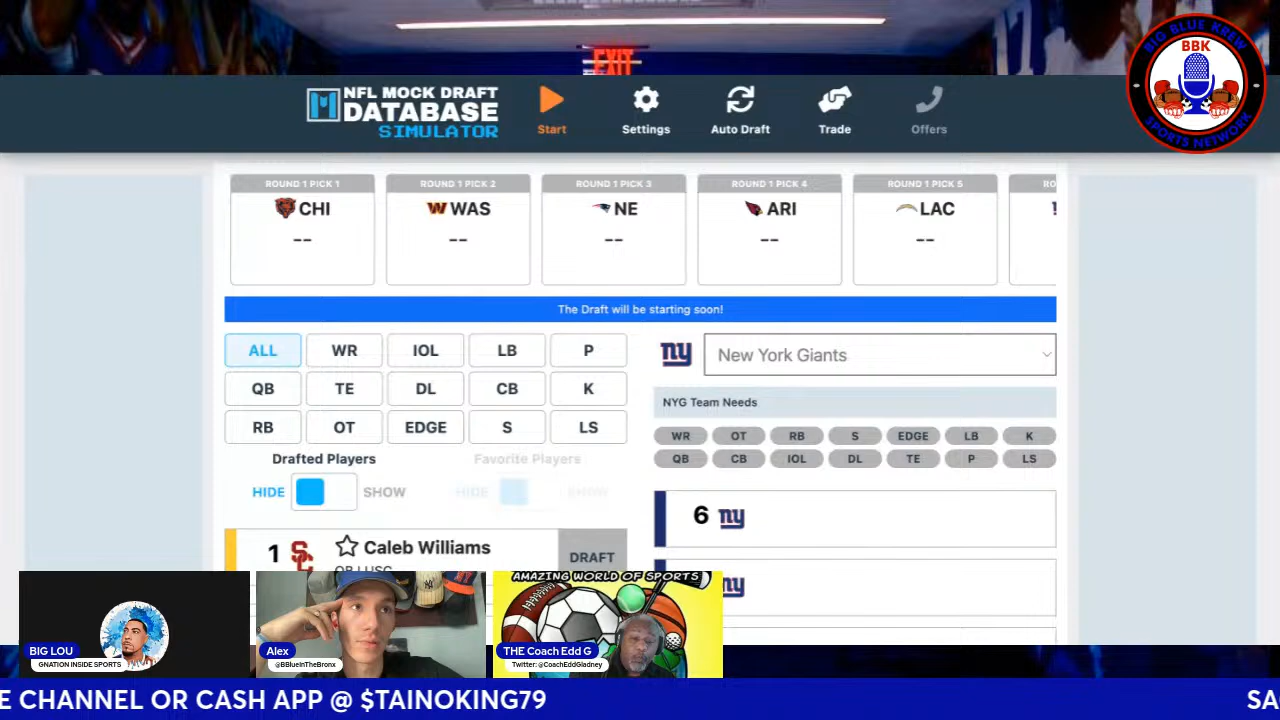 EXIT
BIG BLUE KREW
BBK
SPORTS NETWORK
NFL MOCK DRAFT
DATABASE
SIMULATOR
Start
Settings
Auto Draft
Trade
Offers
ROUND 1 PICK 1
ROUND 1 PICK 2
ROUND 1 PICK 3
ROUND 1 PICK 4
ROUND 1 PICK 5
RO
CHI
W WAS
NE
ARI
LAC
--
--
--
--
--
The Draft will be starting soon!
ALL
WR
IOL
LB
P
QB
TE
DL
CB
K
RB
OT
EDGE
S
LS
Drafted Players
Favorite Players
HIDE
SHOW
HIDE
SHOW
1 SC Caleb Williams
DRAFT
QB | USC
ny New York Giants
NYG Team Needs
WR
OT
RB
S
EDGE
LB
K
QB
CB
IOL
DL
TE
P
LS
6 ny
ny
BIG LOU
GNATION INSIDE SPORTS
Alex
@BBlueInTheBronx
AMAZING WORLD OF SPORTS
THE Coach Edd G
Twitter: @CoachEddGladney
E CHANNEL OR CASH APP @ $TAINOKING79
SA